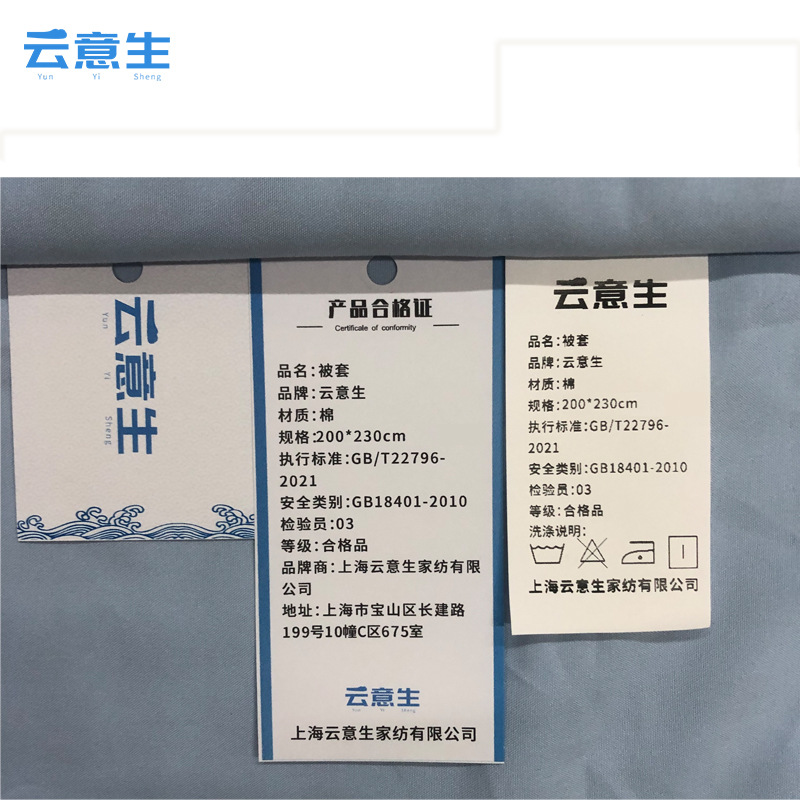 云意生
Yun Yi Sheng
云意生
Yun Yi Sheng
产品合格证
Certificate of conformity
品名:被套
品牌:云意生
材质:棉
规格:200*230cm
执行标准:GB/T22796-
2021
安全类别:GB18401-2010
检验员:03
等级:合格品
品牌商:上海云意生家纺有限
公司
地址:上海市宝山区长建路
199号10幢C区675室
云意生
Yun Yi Sheng
上海云意生家纺有限公司
云意生
品名:被套
品牌:云意生
材质:棉
规格:200*230cm
执行标准:GB/T22796-
2021
安全类别:GB18401-2010
检验员:03
等级:合格品
洗涤说明:
上海云意生家纺有限公司